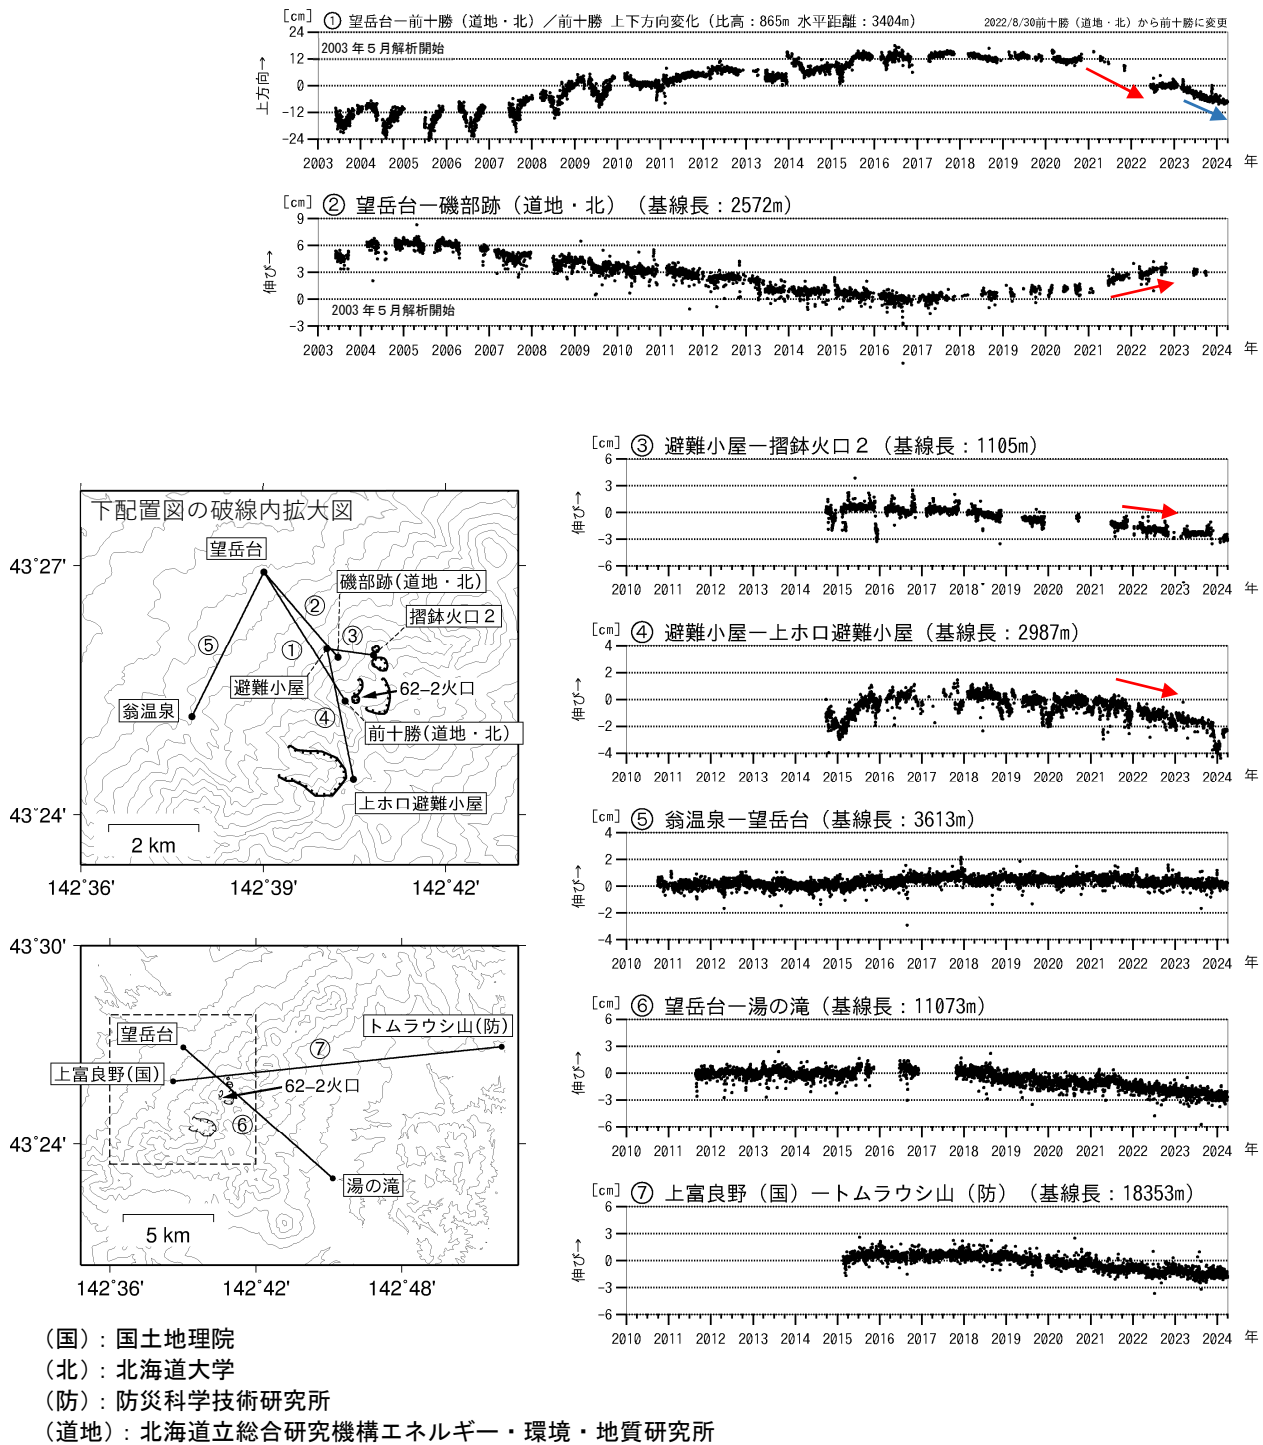 [cm] ① 望岳台ー前十勝（道地・北）／前十勝 上下方向変化（比高：865m 水平距離：3404m） 2022/8/30前十勝（道地・北）から前十勝に変更
24
2003 年５月解析開始
12
0
-12
-24
上方向→
2003 2004 2005 2006 2007 2008 2009 2010 2011 2012 2013 2014 2015 2016 2017 2018 2019 2020 2021 2022 2023 2024 年
[cm] ② 望岳台ー磯部跡（道地・北）（基線長：2572m）
9
6
3
0
-3
伸び→
2003 年５月解析開始
2003 2004 2005 2006 2007 2008 2009 2010 2011 2012 2013 2014 2015 2016 2017 2018 2019 2020 2021 2022 2023 2024 年
[cm] ③ 避難小屋ー摺鉢火口２（基線長：1105m）
6
3
0
-3
-6
伸び→
2010 2011 2012 2013 2014 2015 2016 2017 2018 2019 2020 2021 2022 2023 2024 年
[cm] ④ 避難小屋ー上ホロ避難小屋（基線長：2987m）
4
2
0
-2
-4
伸び→
2010 2011 2012 2013 2014 2015 2016 2017 2018 2019 2020 2021 2022 2023 2024 年
[cm] ⑤ 翁温泉ー望岳台（基線長：3613m）
4
2
0
-2
-4
伸び→
2010 2011 2012 2013 2014 2015 2016 2017 2018 2019 2020 2021 2022 2023 2024 年
[cm] ⑥ 望岳台ー湯の滝（基線長：11073m）
6
3
0
-3
-6
伸び→
2010 2011 2012 2013 2014 2015 2016 2017 2018 2019 2020 2021 2022 2023 2024 年
[cm] ⑦ 上富良野（国）ートムラウシ山（防）（基線長：18353m）
6
3
0
-3
-6
伸び→
2010 2011 2012 2013 2014 2015 2016 2017 2018 2019 2020 2021 2022 2023 2024 年
下配置図の破線内拡大図
望岳台
43˚27'
磯部跡(道地・北)
②
摺鉢火口２
③
⑤
①
避難小屋
62−2火口
翁温泉
④
前十勝(道地・北)
上ホロ避難小屋
43˚24'
2 km
142˚36' 142˚39' 142˚42'
43˚30'
望岳台
トムラウシ山(防)
⑦
上富良野(国)
62−2火口
⑥
43˚24'
湯の滝
5 km
142˚36' 142˚42' 142˚48'
（国）：国土地理院
（北）：北海道大学
（防）：防災科学技術研究所
（道地）：北海道立総合研究機構エネルギー・環境・地質研究所